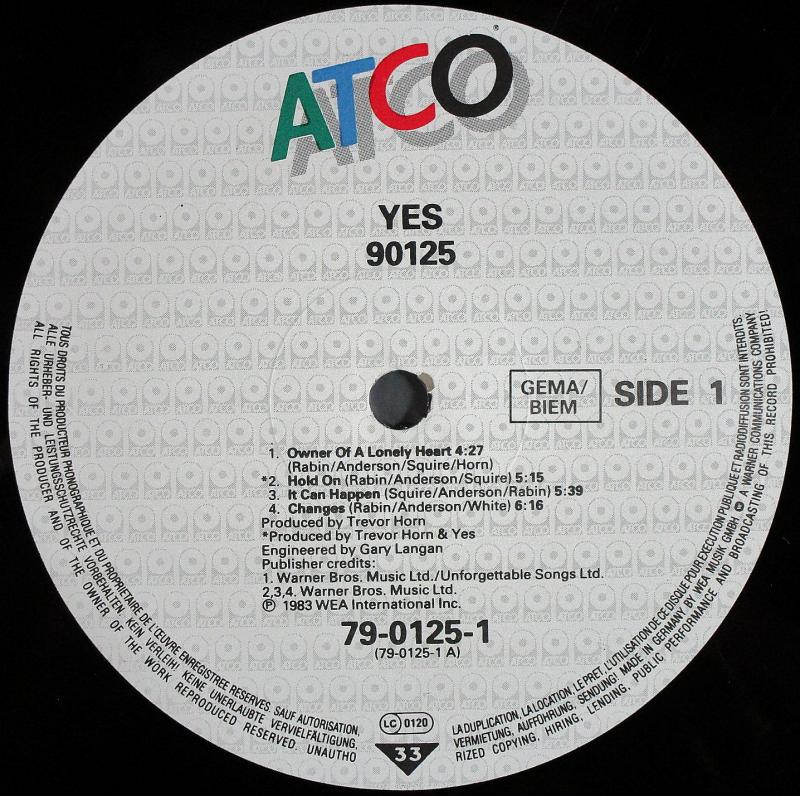 ATCO
®
YES
90125
GEMA/
BIEM
SIDE 1
1. Owner Of A Lonely Heart 4:27
(Rabin/Anderson/Squire/Horn)
*2. Hold On (Rabin/Anderson/Squire) 5:15
3. It Can Happen (Squire/Anderson/Rabin) 5:39
4. Changes (Rabin/Anderson/White) 6:16
Produced by Trevor Horn
*Produced by Trevor Horn & Yes
Engineered by Gary Langan
Publisher credits:
1. Warner Bros. Music Ltd./Unforgettable Songs Ltd.
2,3,4. Warner Bros. Music Ltd.
℗ 1983 WEA International Inc.
79-0125-1
(79-0125-1 A)
LC 0120
33
TOUS DROITS DU PRODUCTEUR PHONOGRAPHIQUE ET DU PROPRIETAIRE DE L'ŒUVRE ENREGISTREE RESERVES SAUF AUTORISATION,
LA DUPLICATION, LA LOCATION, LE PRET, L'UTILISATION DE CE DISQUE POUR EXECUTION PUBLIQUE ET RADIODIFFUSION SONT INTERDITS.
ALLE URHEBER- UND LEISTUNGSSCHUTZRECHTE VORBEHALTEN. KEIN VERLEIH! KEINE UNERLAUBTE VERVIELFÄLTIGUNG,
VERMIETUNG, AUFFÜHRUNG, SENDUNG! MADE IN GERMANY BY WEA MUSIK GMBH A WARNER COMMUNICATIONS COMPANY
ALL RIGHTS OF THE PRODUCER AND OF THE OWNER OF THE WORK REPRODUCED RESERVED. UNAUTHO
RIZED COPYING, HIRING, LENDING, PUBLIC PERFORMANCE AND BROADCASTING OF THIS RECORD PROHIBITED!